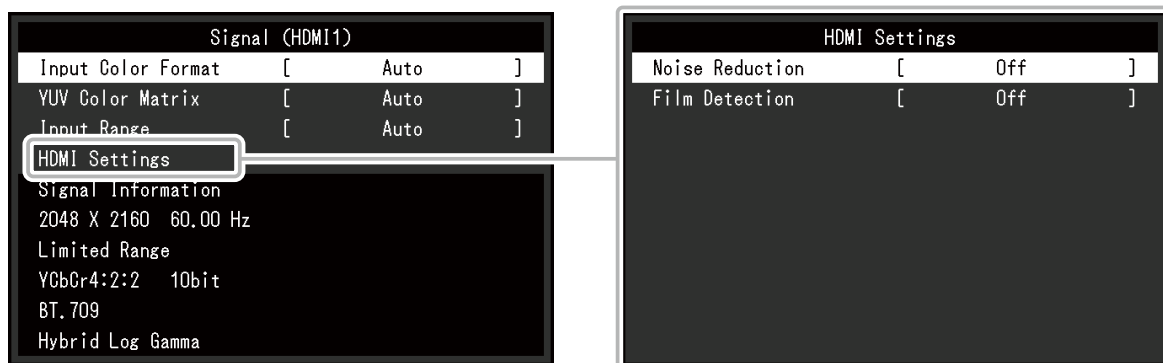 Signal (HDMI1)
Input Color Format [ Auto ]
YUV Color Matrix [ Auto ]
Input Range [ Auto ]
HDMI Settings
Signal Information
2048 X 2160 60.00 Hz
Limited Range
YCbCr4:2:2 10bit
BT.709
Hybrid Log Gamma
HDMI Settings
Noise Reduction [ Off ]
Film Detection [ Off ]